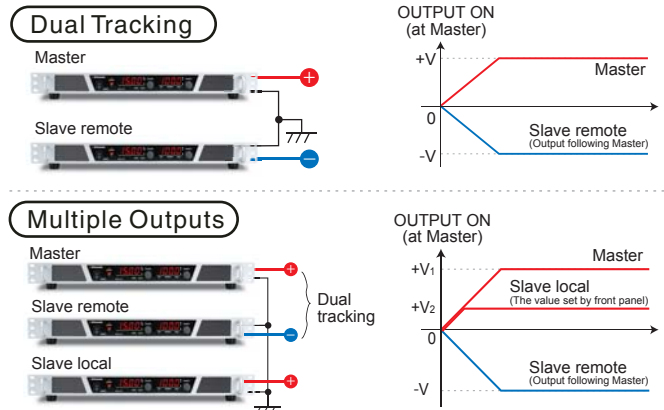 Dual Tracking
Master
+
Slave remote
−
OUTPUT ON
(at Master)
+V
Master
0
Slave remote
(Output following Master)
-V
Multiple Outputs
Master
+
Slave remote
−
Dual
tracking
Slave local
+
OUTPUT ON
(at Master)
+V1
Master
Slave local
(The value set by front panel)
+V2
0
Slave remote
(Output following Master)
-V